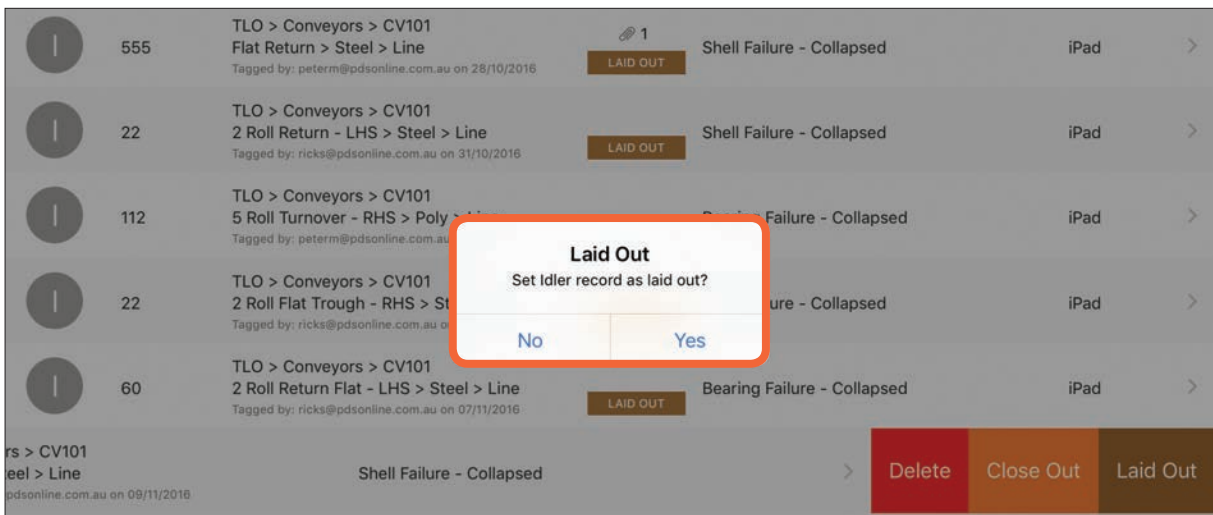 I
555
TLO > Conveyors > CV101
Flat Return > Steel > Line
Tagged by: peterm@pdsonline.com.au on 28/10/2016
1
LAID OUT
Shell Failure - Collapsed
iPad
I
22
TLO > Conveyors > CV101
2 Roll Return - LHS > Steel > Line
Tagged by: ricks@pdsonline.com.au on 31/10/2016
LAID OUT
Shell Failure - Collapsed
iPad
I
112
TLO > Conveyors > CV101
5 Roll Turnover - RHS > Poly >
Tagged by: peterm@pdsonline.com.au
Failure - Collapsed
iPad
Laid Out
Set Idler record as laid out?
No
Yes
I
22
TLO > Conveyors > CV101
2 Roll Flat Trough - RHS > St
Tagged by: ricks@pdsonline.com.au o
ure - Collapsed
iPad
I
60
TLO > Conveyors > CV101
2 Roll Return Flat - LHS > Steel > Line
Tagged by: ricks@pdsonline.com.au on 07/11/2016
LAID OUT
Bearing Failure - Collapsed
iPad
rs > CV101
eel > Line
pdsonline.com.au on 09/11/2016
Shell Failure - Collapsed
Delete
Close Out
Laid Out